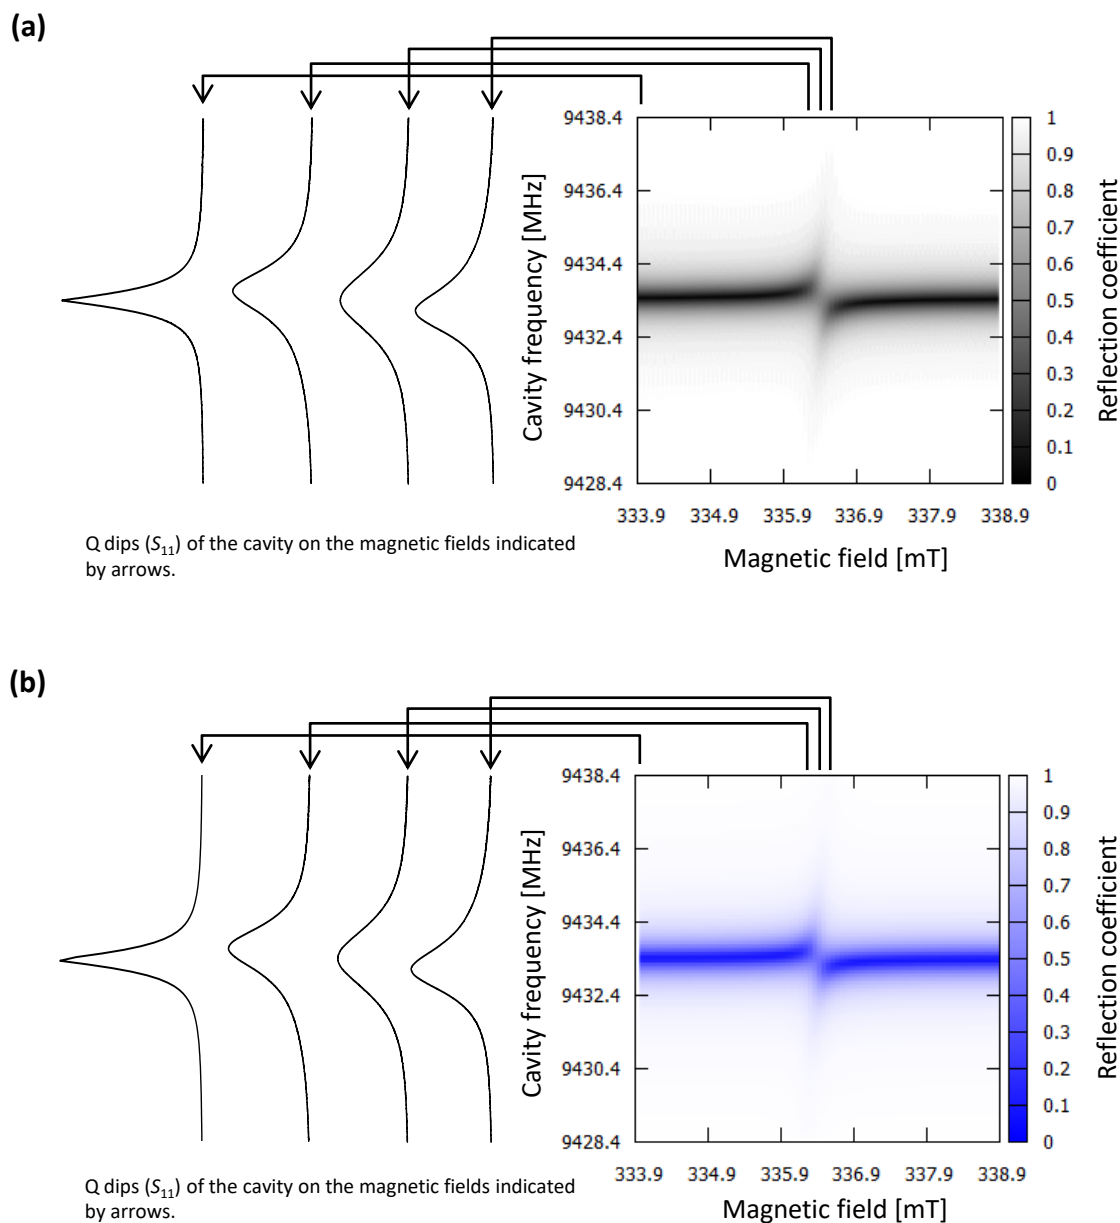 (a)
9438.4
9436.4
9434.4
9432.4
9430.4
9428.4
Cavity frequency [MHz]
333.9 334.9 335.9 336.9 337.9 338.9
Magnetic field [mT]
1
0.9
0.8
0.7
0.6
0.5
0.4
0.3
0.2
0.1
0
Reflection coefficient
Q dips (S11) of the cavity on the magnetic fields indicated
by arrows.
(b)
9438.4
9436.4
9434.4
9432.4
9430.4
9428.4
Cavity frequency [MHz]
333.9 334.9 335.9 336.9 337.9 338.9
Magnetic field [mT]
1
0.9
0.8
0.7
0.6
0.5
0.4
0.3
0.2
0.1
0
Reflection coefficient
Q dips (S11) of the cavity on the magnetic fields indicated
by arrows.